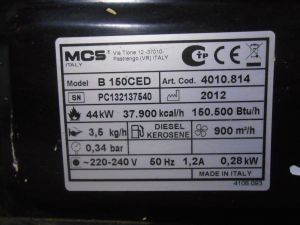 MCS
ITALY
Via Tione 12 -37010-
Pastrengo (VR) ITALY
CE
Model B 150CED Art. Cod. 4010.814
SN PC132137540 2012
44kW 37.900 kcal/h 150.500 Btu/h
3,5 kg/h DIESEL KEROSENE 900 m³/h
0,34 bar
~220-240 V 50 Hz 1,2A 0,28 kW
MADE IN ITALY
4106.093